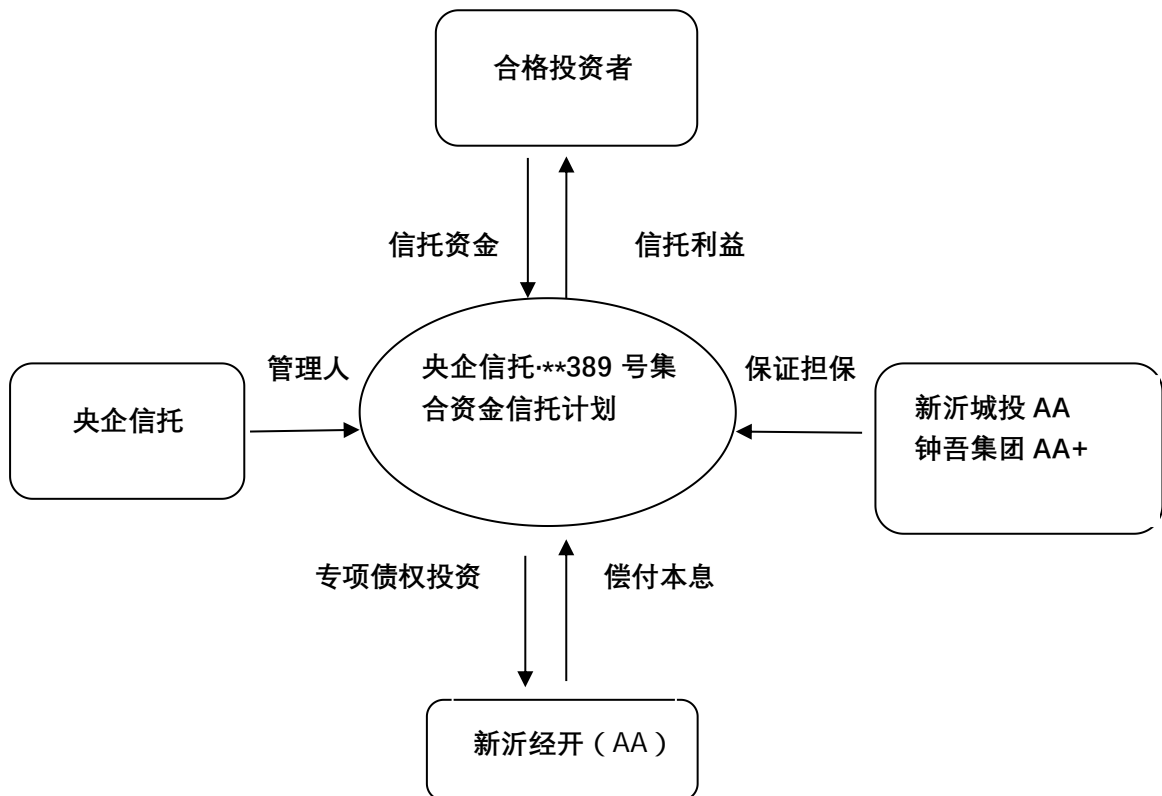 合格投资者
信托资金
信托利益
管理人
央企信托·**389 号集
合资金信托计划
保证担保
央企信托
新沂城投 AA
钟吾集团 AA+
专项债权投资
偿付本息
新沂经开（AA）